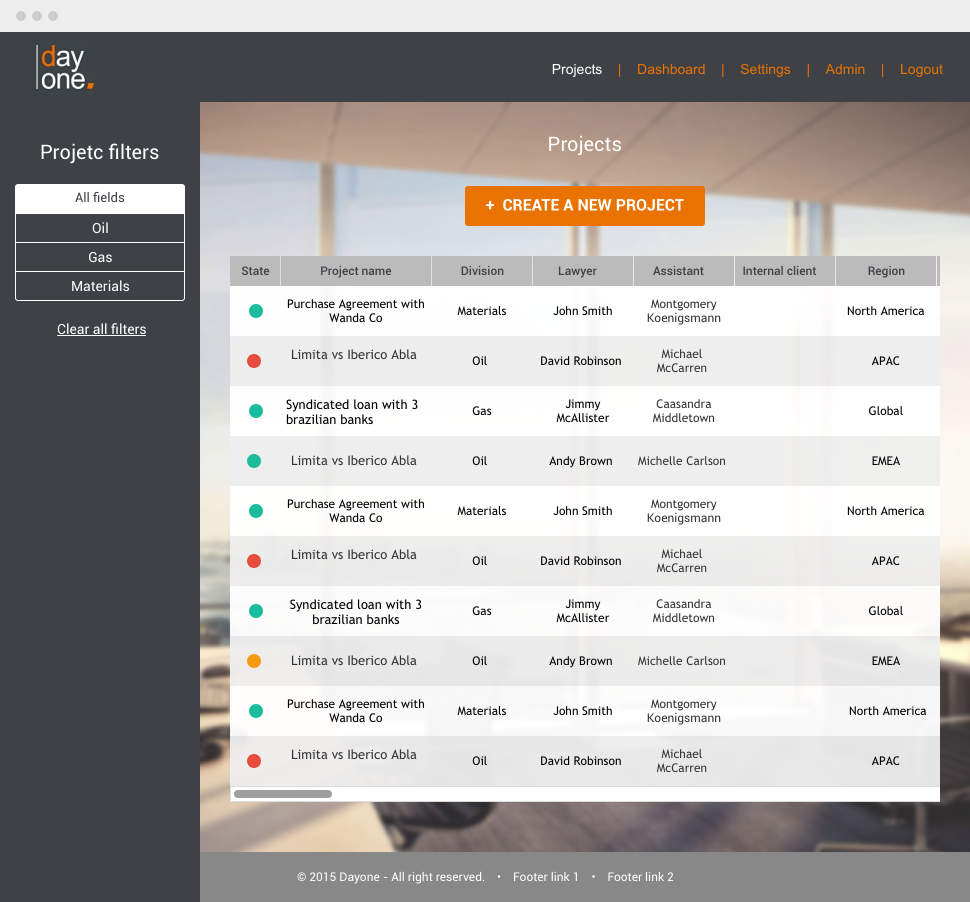 day
one.
Projects | Dashboard | Settings | Admin | Logout
Projetc filters
All fields
Oil
Gas
Materials
Clear all filters
Projects
+ CREATE A NEW PROJECT
State Project name Division Lawyer Assistant Internal client Region
Purchase Agreement with
Wanda Co
Materials
John Smith
Montgomery
Koenigsmann
North America
Limita vs Iberico Abla
Oil
David Robinson
Michael
McCarren
APAC
Syndicated loan with 3
brazilian banks
Gas
Jimmy
McAllister
Caasandra
Middletown
Global
Limita vs Iberico Abla
Oil
Andy Brown
Michelle Carlson
EMEA
Purchase Agreement with
Wanda Co
Materials
John Smith
Montgomery
Koenigsmann
North America
Limita vs Iberico Abla
Oil
David Robinson
Michael
McCarren
APAC
Syndicated loan with 3
brazilian banks
Gas
Jimmy
McAllister
Caasandra
Middletown
Global
Limita vs Iberico Abla
Oil
Andy Brown
Michelle Carlson
EMEA
Purchase Agreement with
Wanda Co
Materials
John Smith
Montgomery
Koenigsmann
North America
Limita vs Iberico Abla
Oil
David Robinson
Michael
McCarren
APAC
© 2015 Dayone - All right reserved. • Footer link 1 • Footer link 2